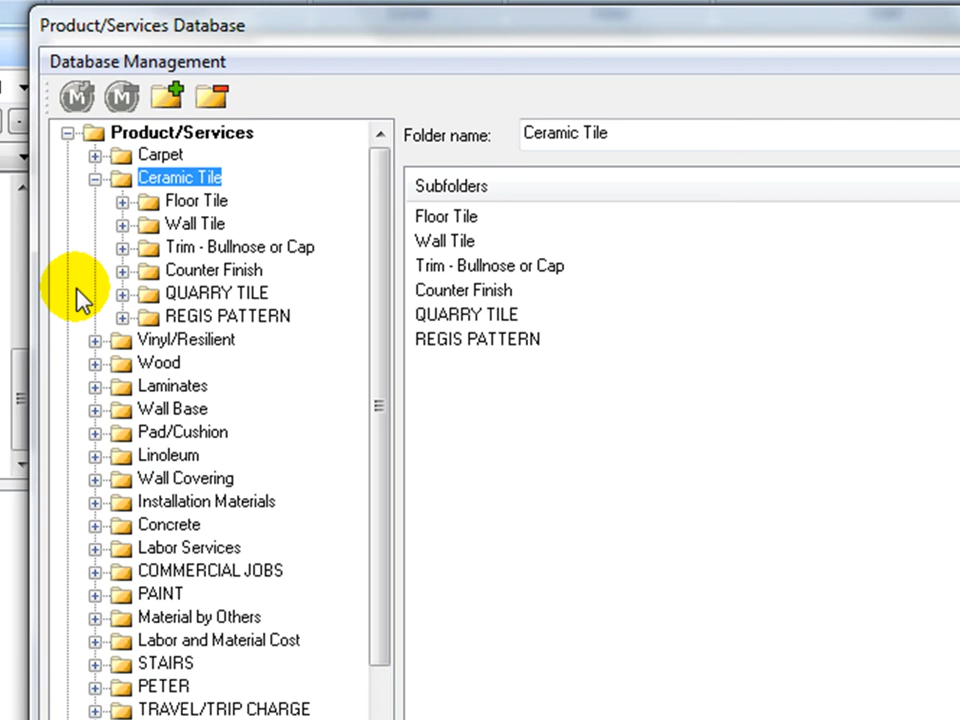 Product/Services Database
Database Management
M M
Product/Services
Carpet
Ceramic Tile
Floor Tile
Wall Tile
Trim - Bullnose or Cap
Counter Finish
QUARRY TILE
REGIS PATTERN
Vinyl/Resilient
Wood
Laminates
Wall Base
Pad/Cushion
Linoleum
Wall Covering
Installation Materials
Concrete
Labor Services
COMMERCIAL JOBS
PAINT
Material by Others
Labor and Material Cost
STAIRS
PETER
TRAVEL/TRIP CHARGE
Folder name: Ceramic Tile
Subfolders
Floor Tile
Wall Tile
Trim - Bullnose or Cap
Counter Finish
QUARRY TILE
REGIS PATTERN